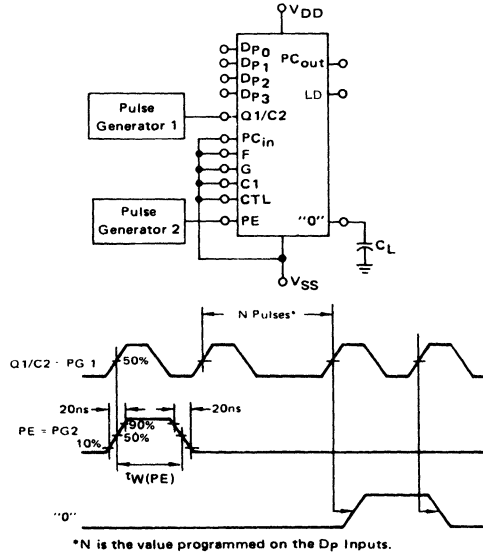 VDD
DP0
DP1
DP2
DP3
PCout
LD
Pulse
Generator 1
Q1/C2
PCin
F
G
C1
CTL
Pulse
Generator 2
PE
"0"
CL
VSS
N Pulses*
Q1/C2 - PG 1
50%
20ns
20ns
90%
PE = PG2
50%
10%
tW(PE)
"0"
*N is the value programmed on the Dp Inputs.